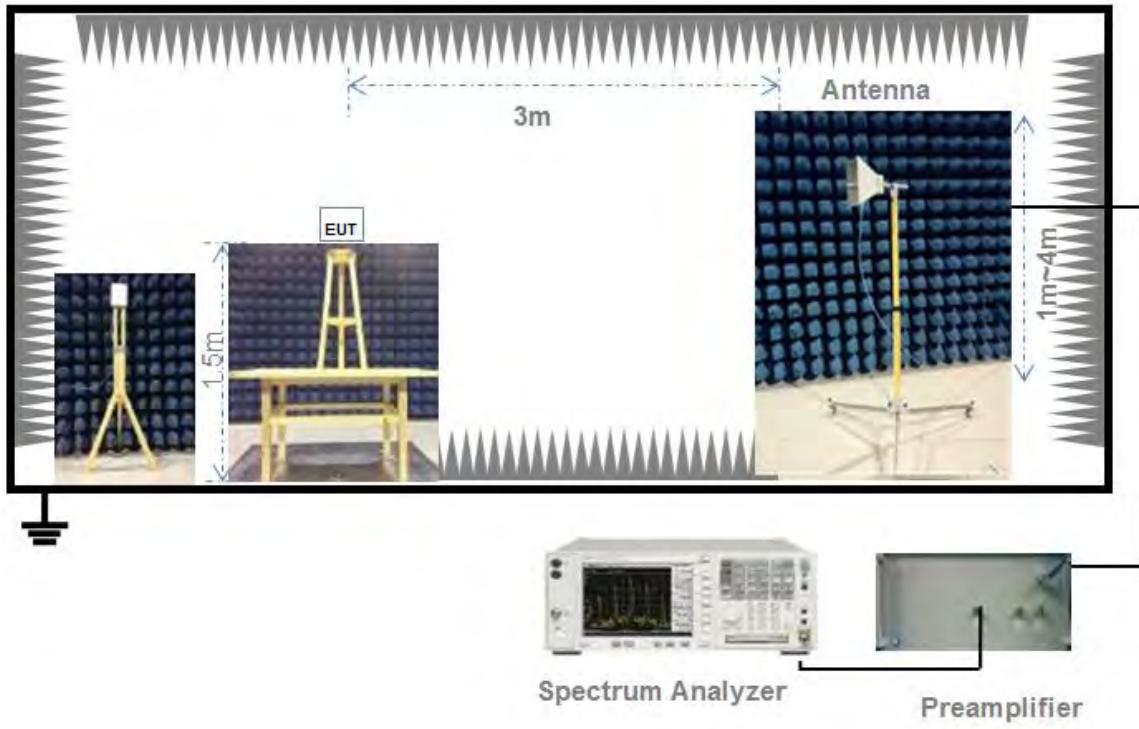 Antenna
3m
EUT
1m~4m
1.5m
Spectrum Analyzer
Preamplifier